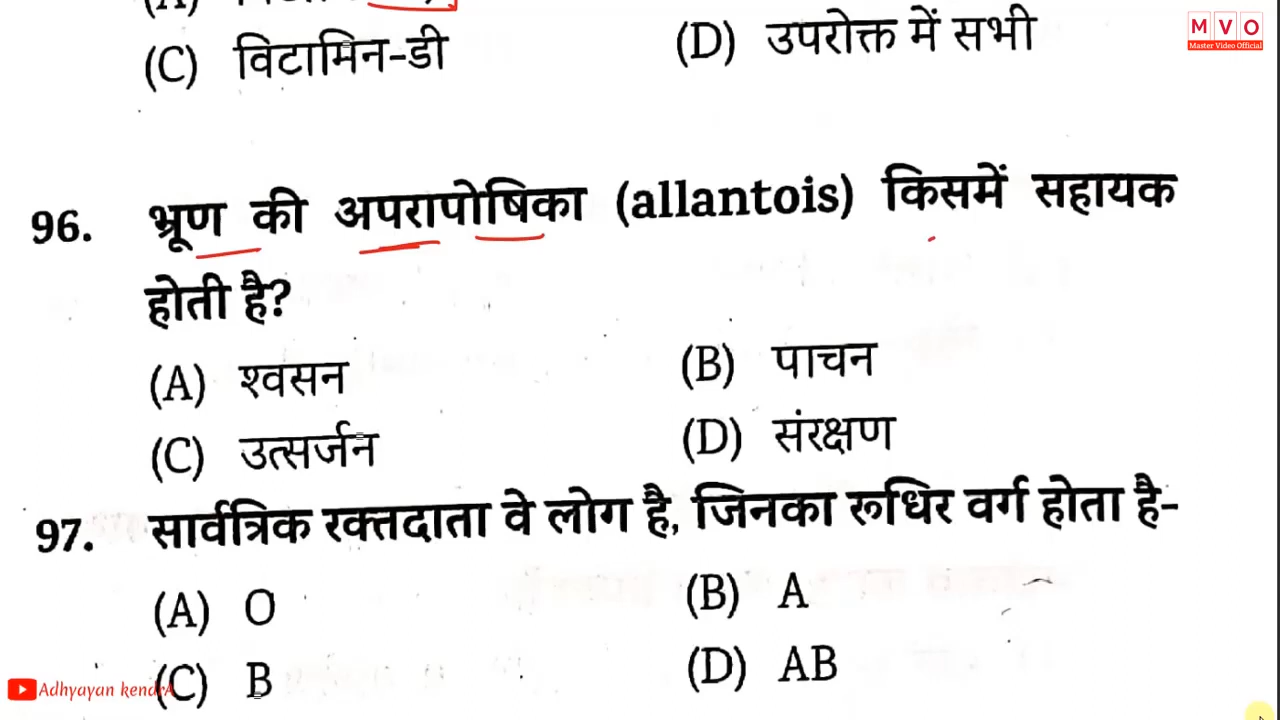 (C) विटामिन-डी (D) उपरोक्त में सभी
M V O
Master Video Official
96. भ्रूण की अपरापोषिका (allantois) किसमें सहायक
होती है?
(A) श्वसन (B) पाचन
(C) उत्सर्जन (D) संरक्षण
97. सार्वत्रिक रक्तदाता वे लोग है, जिनका रूधिर वर्ग होता है-
(A) O (B) A
(C) B (D) AB
Adhyayan kendrA